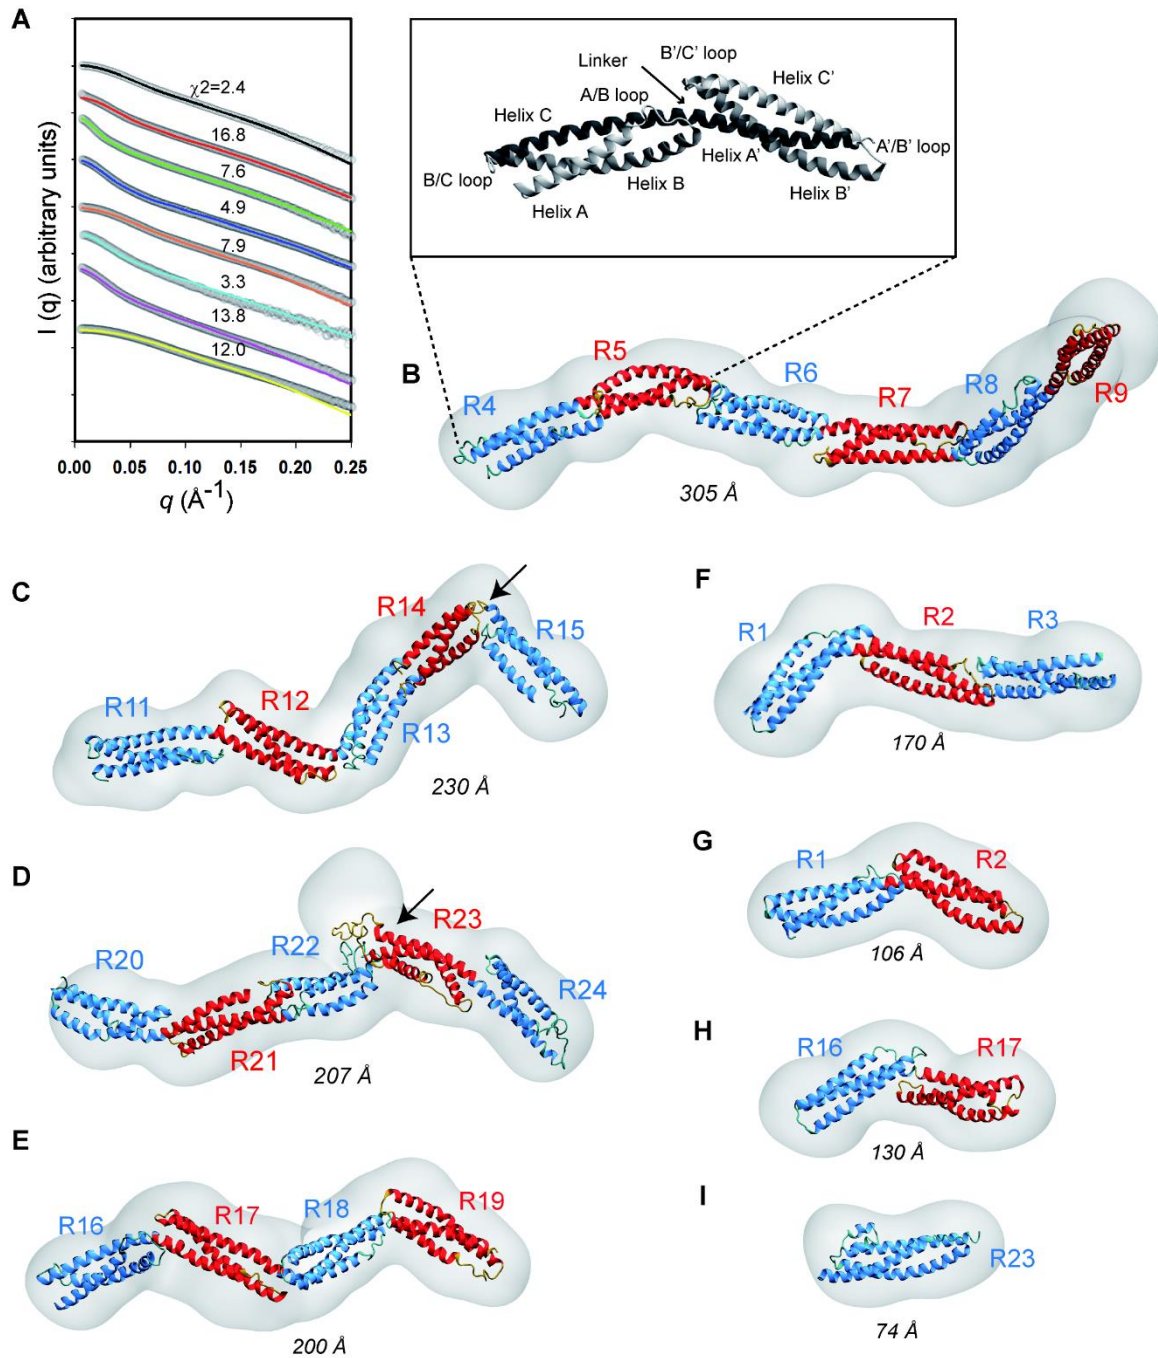 A
I (q) (arbitrary units)
χ2=2.4
16.8
7.6
4.9
7.9
3.3
13.8
12.0
0.00 0.05 0.10 0.15 0.20 0.25
q (Å⁻¹)
B'/C' loop
Linker
Helix C'
A/B loop
Helix C
A'/B' loop
Helix A'
B/C loop
Helix B
Helix B'
Helix A
B
R4
R5
R6
R7
R8
R9
305 Å
C
R11
R12
R13
R14
R15
230 Å
D
R20
R21
R22
R23
R24
207 Å
E
R16
R17
R18
R19
200 Å
F
R1
R2
R3
170 Å
G
R1
R2
106 Å
H
R16
R17
130 Å
I
R23
74 Å